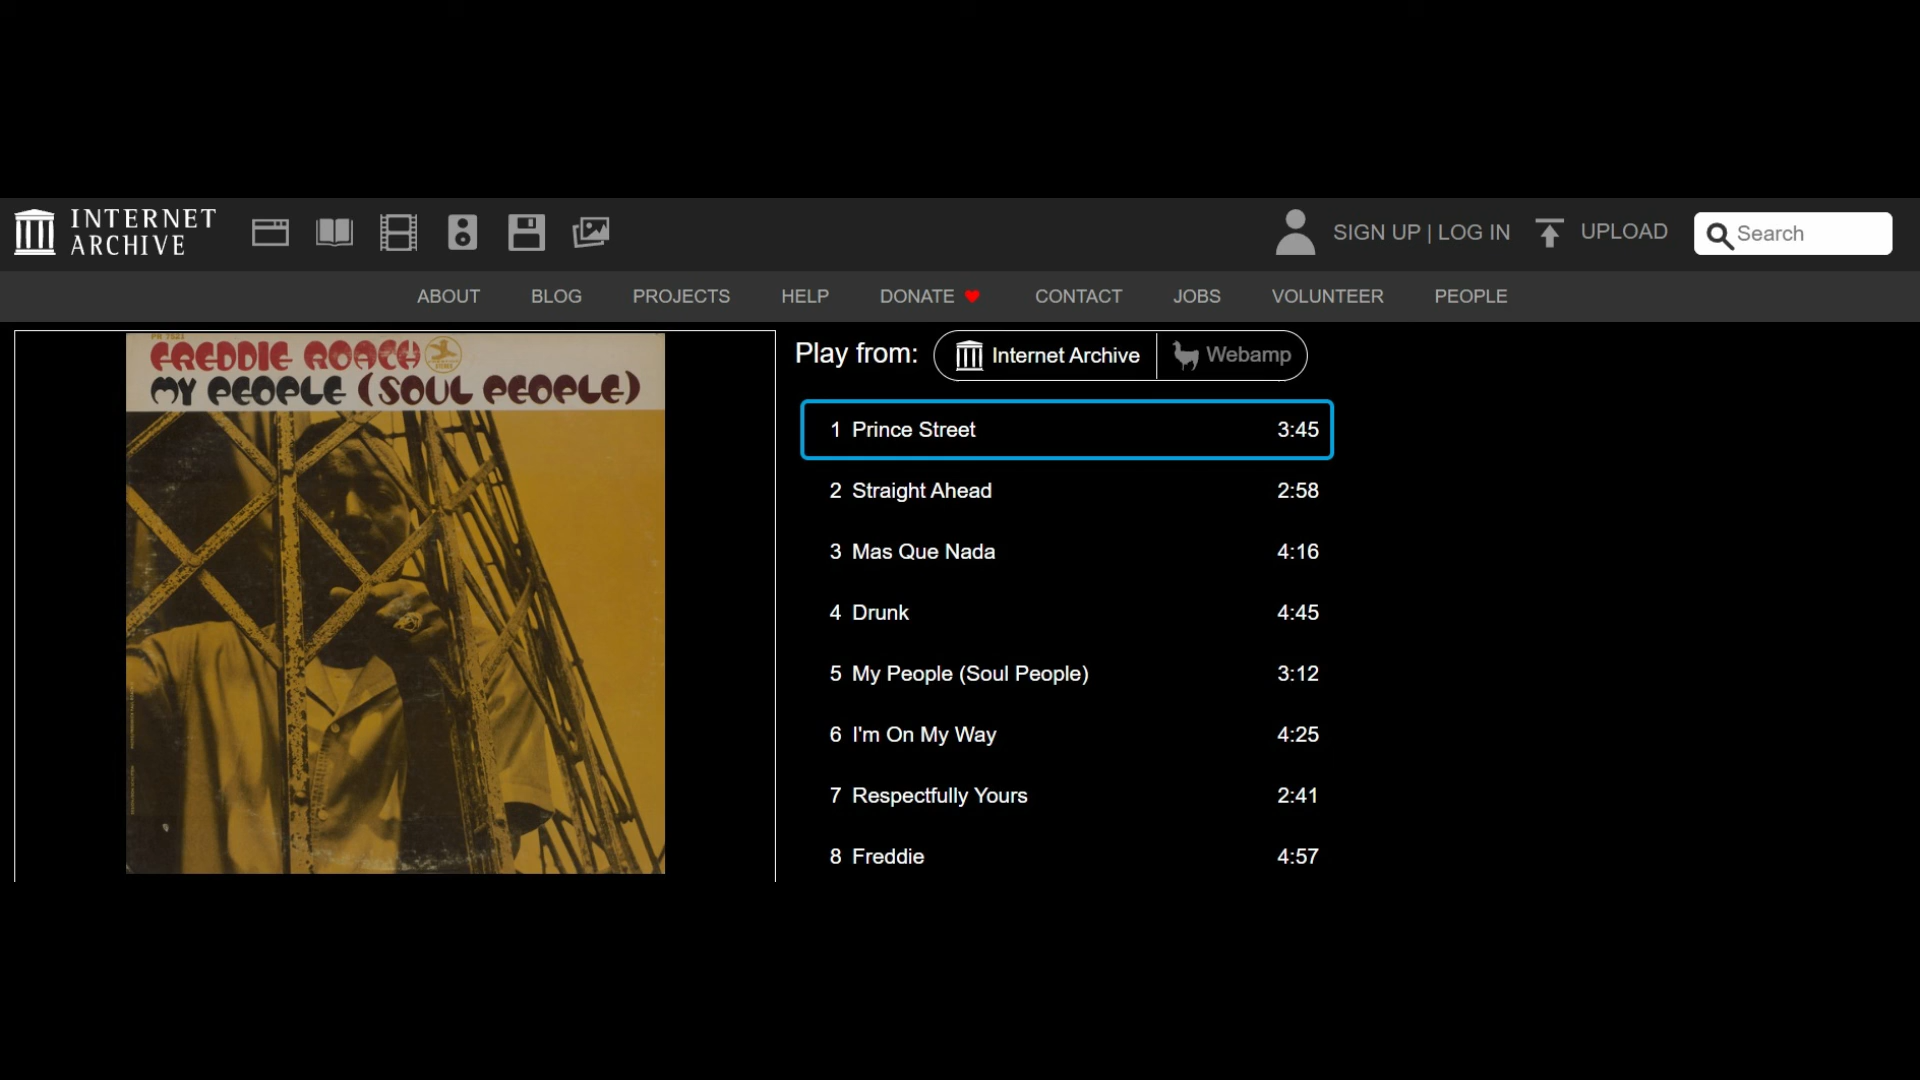 INTERNET
ARCHIVE
SIGN UP | LOG IN
UPLOAD
Search
ABOUT
BLOG
PROJECTS
HELP
DONATE
CONTACT
JOBS
VOLUNTEER
PEOPLE
FREDDIE ROACH
MY PEOPLE (SOUL PEOPLE)
Play from:
Internet Archive
Webamp
1 Prince Street 3:45
2 Straight Ahead 2:58
3 Mas Que Nada 4:16
4 Drunk 4:45
5 My People (Soul People) 3:12
6 I'm On My Way 4:25
7 Respectfully Yours 2:41
8 Freddie 4:57